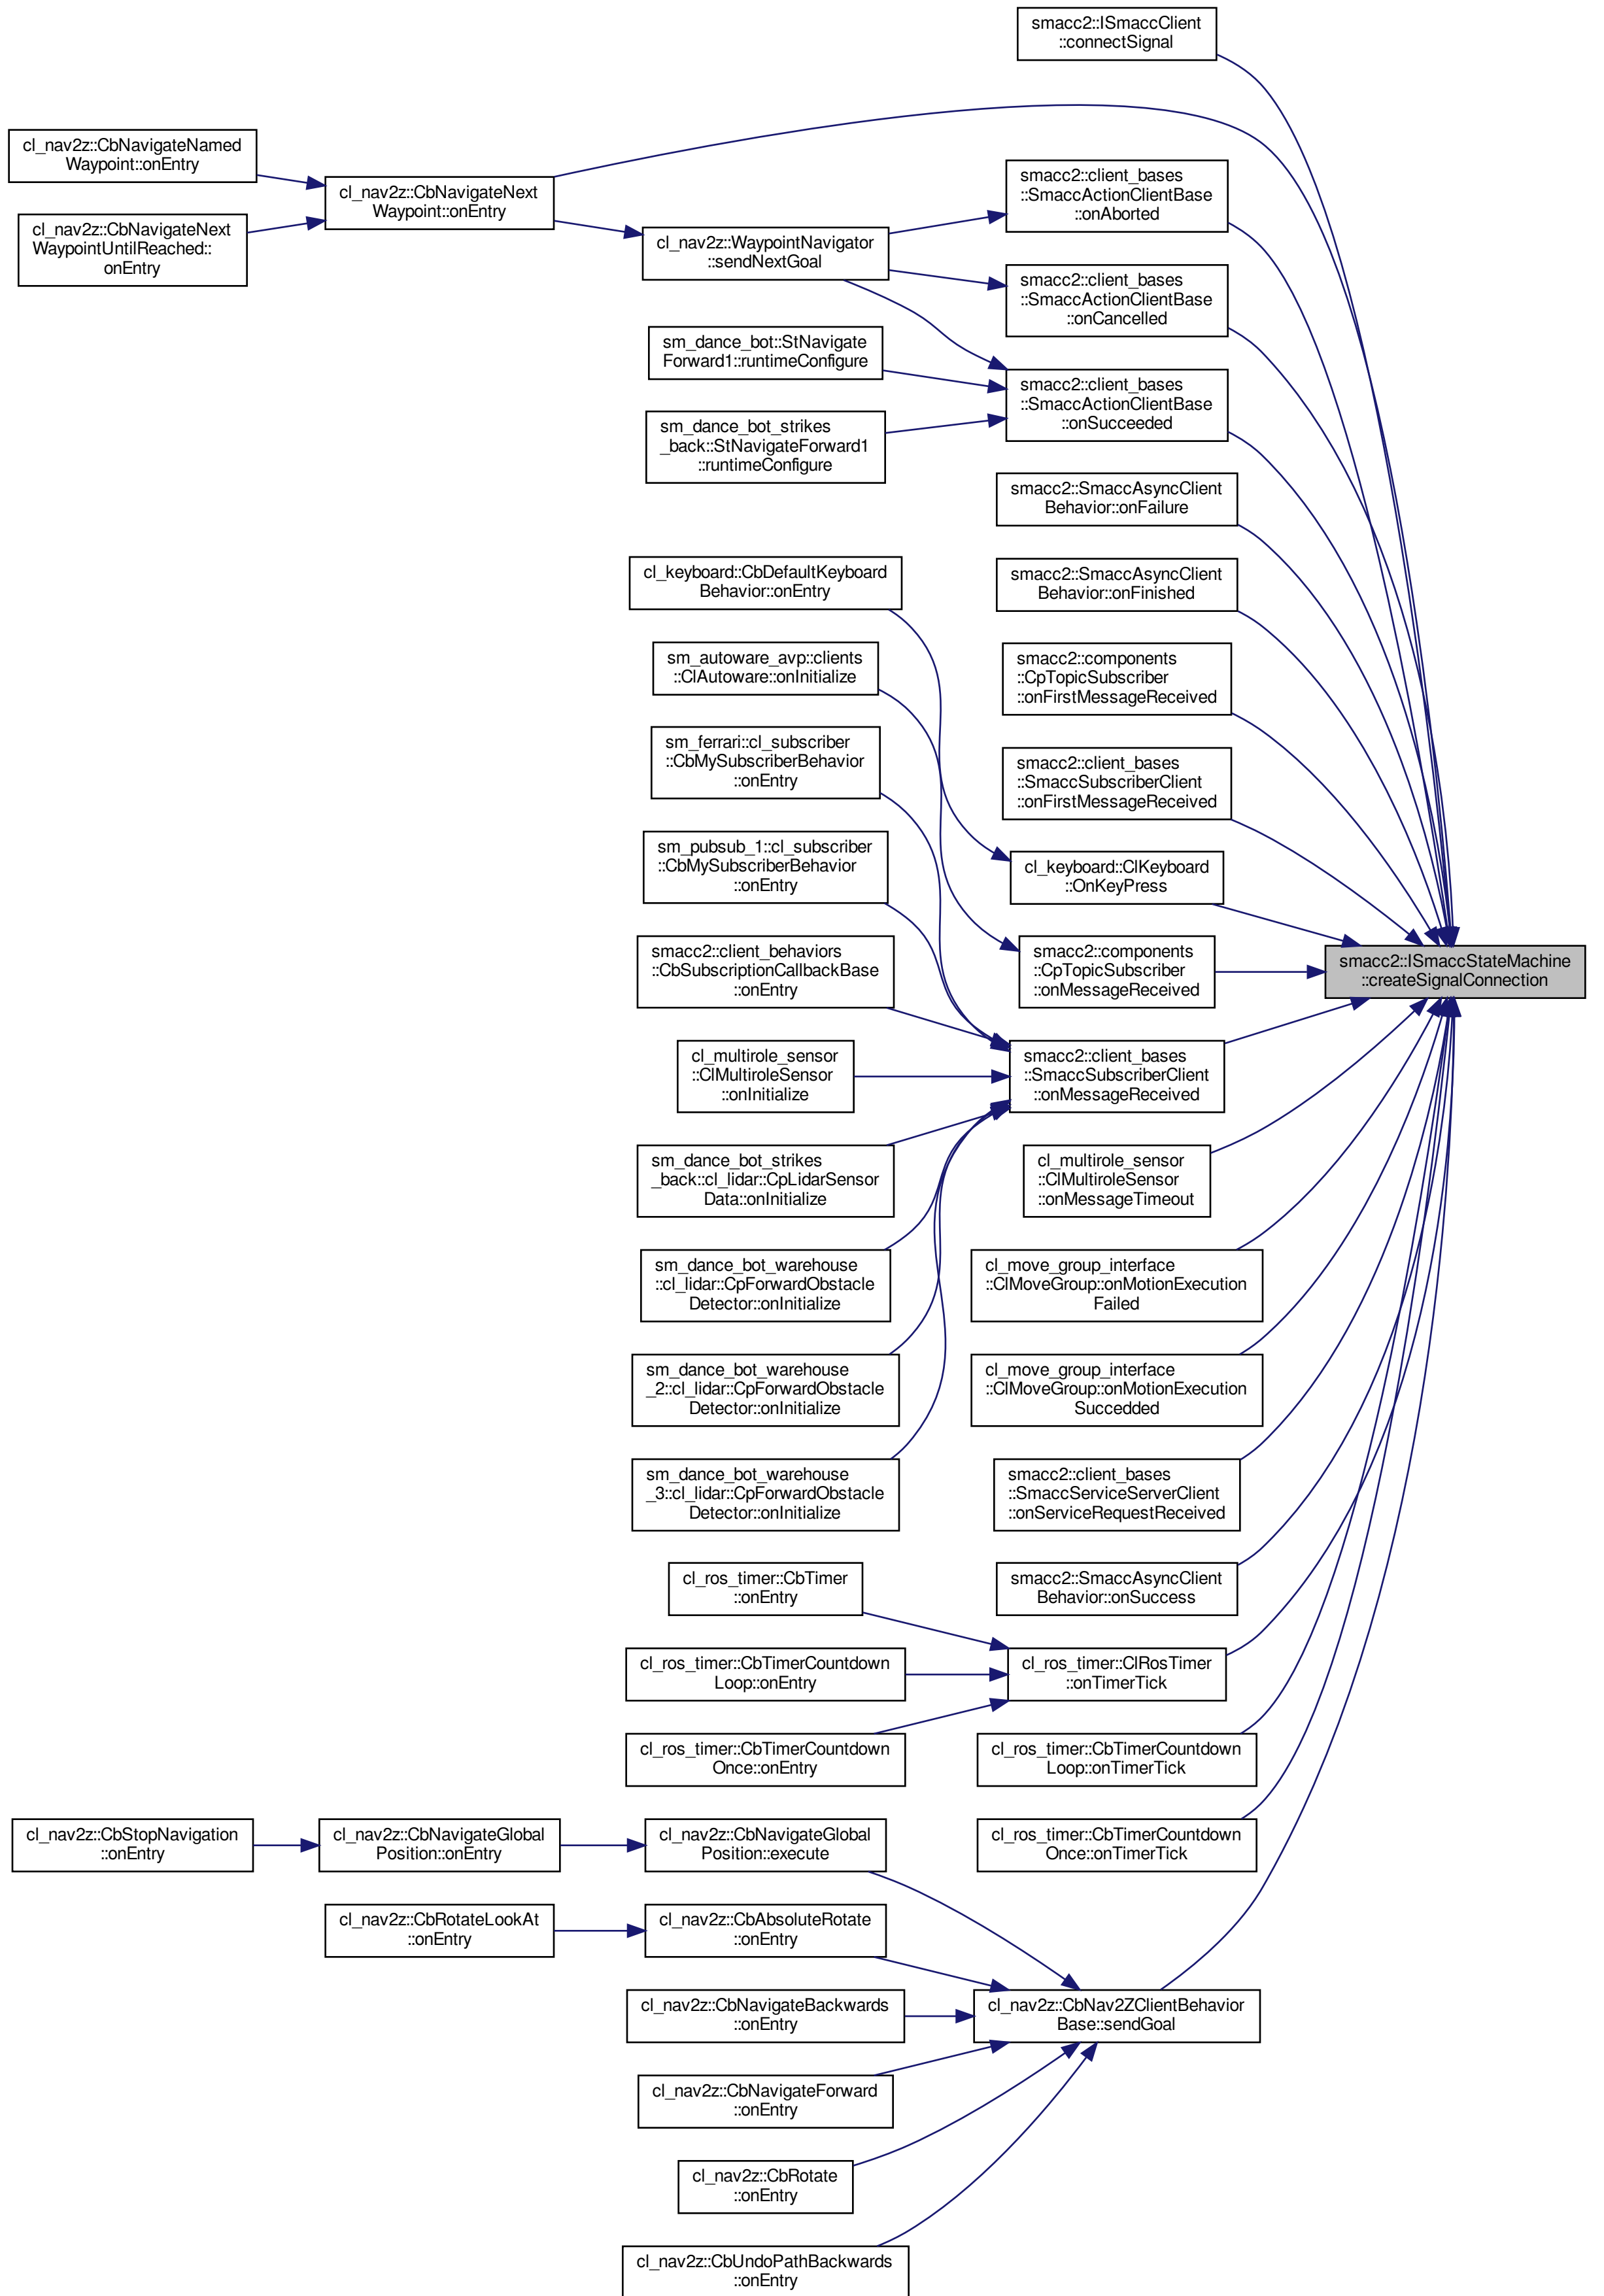 smacc2::ISmaccClient
::connectSignal
cl_nav2z::CbNavigateNamed
Waypoint::onEntry
cl_nav2z::CbNavigateNext
Waypoint::onEntry
cl_nav2z::CbNavigateNext
WaypointUntilReached::
onEntry
cl_nav2z::WaypointNavigator
::sendNextGoal
smacc2::client_bases
::SmaccActionClientBase
::onAborted
smacc2::client_bases
::SmaccActionClientBase
::onCancelled
sm_dance_bot::StNavigate
Forward1::runtimeConfigure
smacc2::client_bases
::SmaccActionClientBase
::onSucceeded
sm_dance_bot_strikes
_back::StNavigateForward1
::runtimeConfigure
smacc2::SmaccAsyncClient
Behavior::onFailure
cl_keyboard::CbDefaultKeyboard
Behavior::onEntry
smacc2::SmaccAsyncClient
Behavior::onFinished
sm_autoware_avp::clients
::ClAutoware::onInitialize
smacc2::components
::CpTopicSubscriber
::onFirstMessageReceived
sm_ferrari::cl_subscriber
::CbMySubscriberBehavior
::onEntry
smacc2::client_bases
::SmaccSubscriberClient
::onFirstMessageReceived
sm_pubsub_1::cl_subscriber
::CbMySubscriberBehavior
::onEntry
cl_keyboard::ClKeyboard
::OnKeyPress
smacc2::client_behaviors
::CbSubscriptionCallbackBase
::onEntry
smacc2::components
::CpTopicSubscriber
::onMessageReceived
smacc2::ISmaccStateMachine
::createSignalConnection
cl_multirole_sensor
::ClMultiroleSensor
::onInitialize
smacc2::client_bases
::SmaccSubscriberClient
::onMessageReceived
sm_dance_bot_strikes
_back::cl_lidar::CpLidarSensor
Data::onInitialize
cl_multirole_sensor
::ClMultiroleSensor
::onMessageTimeout
sm_dance_bot_warehouse
::cl_lidar::CpForwardObstacle
Detector::onInitialize
cl_move_group_interface
::ClMoveGroup::onMotionExecution
Failed
sm_dance_bot_warehouse
_2::cl_lidar::CpForwardObstacle
Detector::onInitialize
cl_move_group_interface
::ClMoveGroup::onMotionExecution
Succedded
sm_dance_bot_warehouse
_3::cl_lidar::CpForwardObstacle
Detector::onInitialize
smacc2::client_bases
::SmaccServiceServerClient
::onServiceRequestReceived
cl_ros_timer::CbTimer
::onEntry
smacc2::SmaccAsyncClient
Behavior::onSuccess
cl_ros_timer::CbTimerCountdown
Loop::onEntry
cl_ros_timer::ClRosTimer
::onTimerTick
cl_ros_timer::CbTimerCountdown
Once::onEntry
cl_ros_timer::CbTimerCountdown
Loop::onTimerTick
cl_nav2z::CbStopNavigation
::onEntry
cl_nav2z::CbNavigateGlobal
Position::onEntry
cl_nav2z::CbNavigateGlobal
Position::execute
cl_ros_timer::CbTimerCountdown
Once::onTimerTick
cl_nav2z::CbRotateLookAt
::onEntry
cl_nav2z::CbAbsoluteRotate
::onEntry
cl_nav2z::CbNavigateBackwards
::onEntry
cl_nav2z::CbNav2ZClientBehavior
Base::sendGoal
cl_nav2z::CbNavigateForward
::onEntry
cl_nav2z::CbRotate
::onEntry
cl_nav2z::CbUndoPathBackwards
::onEntry